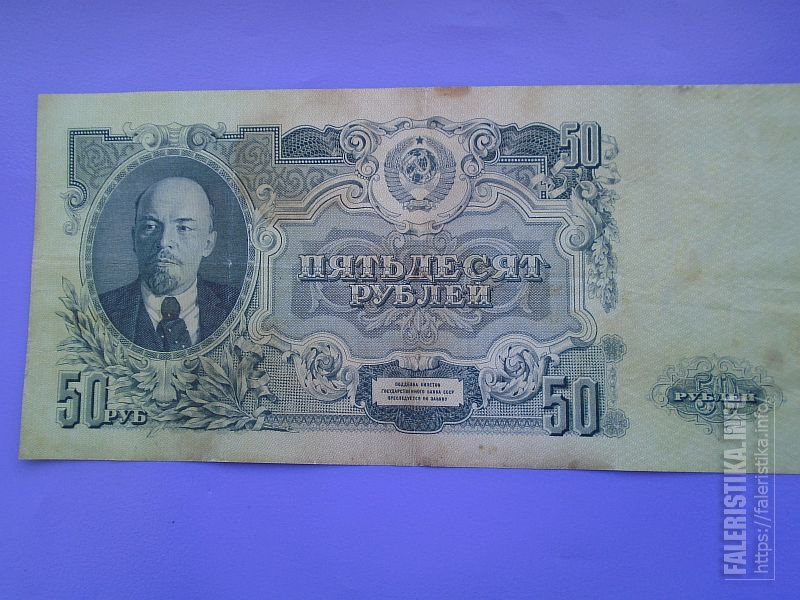 50
ПЯТЬДЕСЯТ
РУБЛЕЙ
ПОДДЕЛКА БИЛЕТОВ
ГОСУДАРСТВЕННОГО БАНКА СССР
ПРЕСЛЕДУЕТСЯ ПО ЗАКОНУ
50 РУБ
50
50
РУБЛЕЙ
FALERISTIKA.INFO
https://faleristika.info